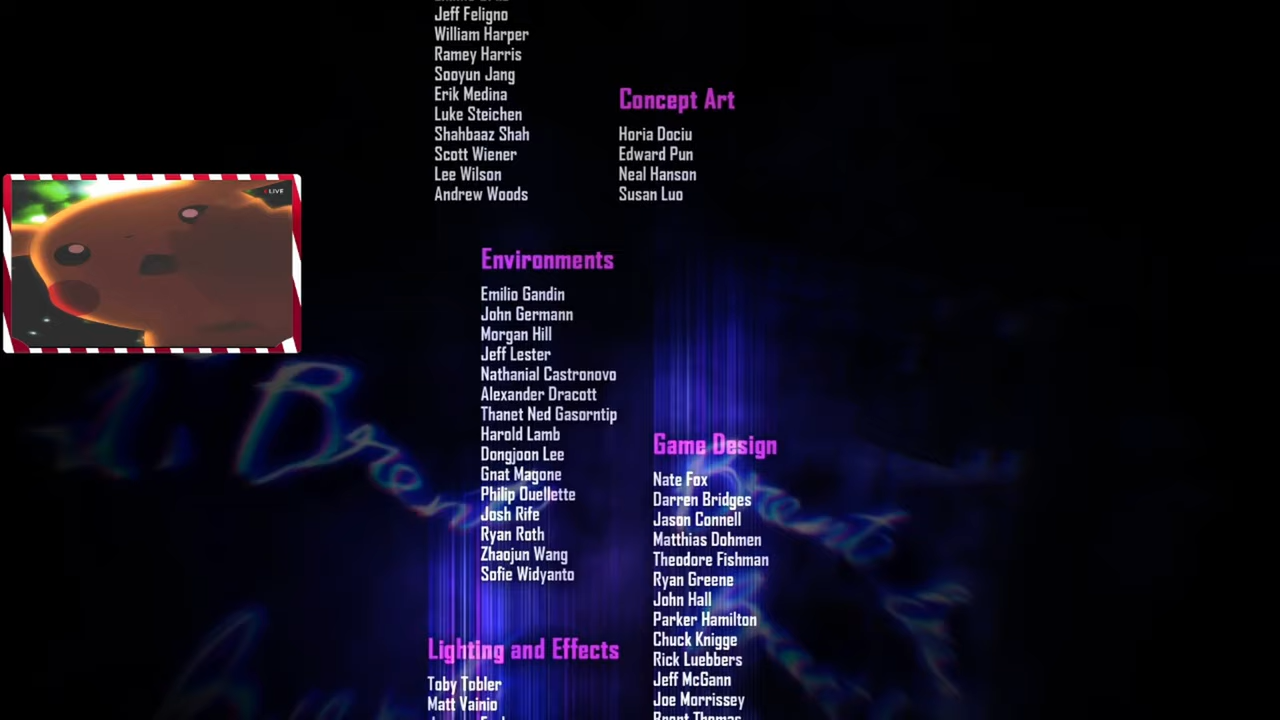 Jeff Feligno
William Harper
Ramey Harris
Sooyun Jang
Erik Medina
Luke Steichen
Shahbaaz Shah
Scott Wiener
Lee Wilson
Andrew Woods
Concept Art
Horia Dociu
Edward Pun
Neal Hanson
Susan Luo
LIVE
Environments
Emilio Gandin
John Germann
Morgan Hill
Jeff Lester
Nathanial Castronovo
Alexander Dracott
Thanet Ned Gasorntip
Harold Lamb
Dongjoon Lee
Gnat Magone
Philip Ouellette
Josh Rife
Ryan Roth
Zhaojun Wang
Sofie Widyanto
Game Design
Nate Fox
Darren Bridges
Jason Connell
Matthias Dohmen
Theodore Fishman
Ryan Greene
John Hall
Parker Hamilton
Chuck Knigge
Rick Luebbers
Jeff McGann
Joe Morrissey
Brent Thomas
Lighting and Effects
Toby Tobler
Matt Vainio